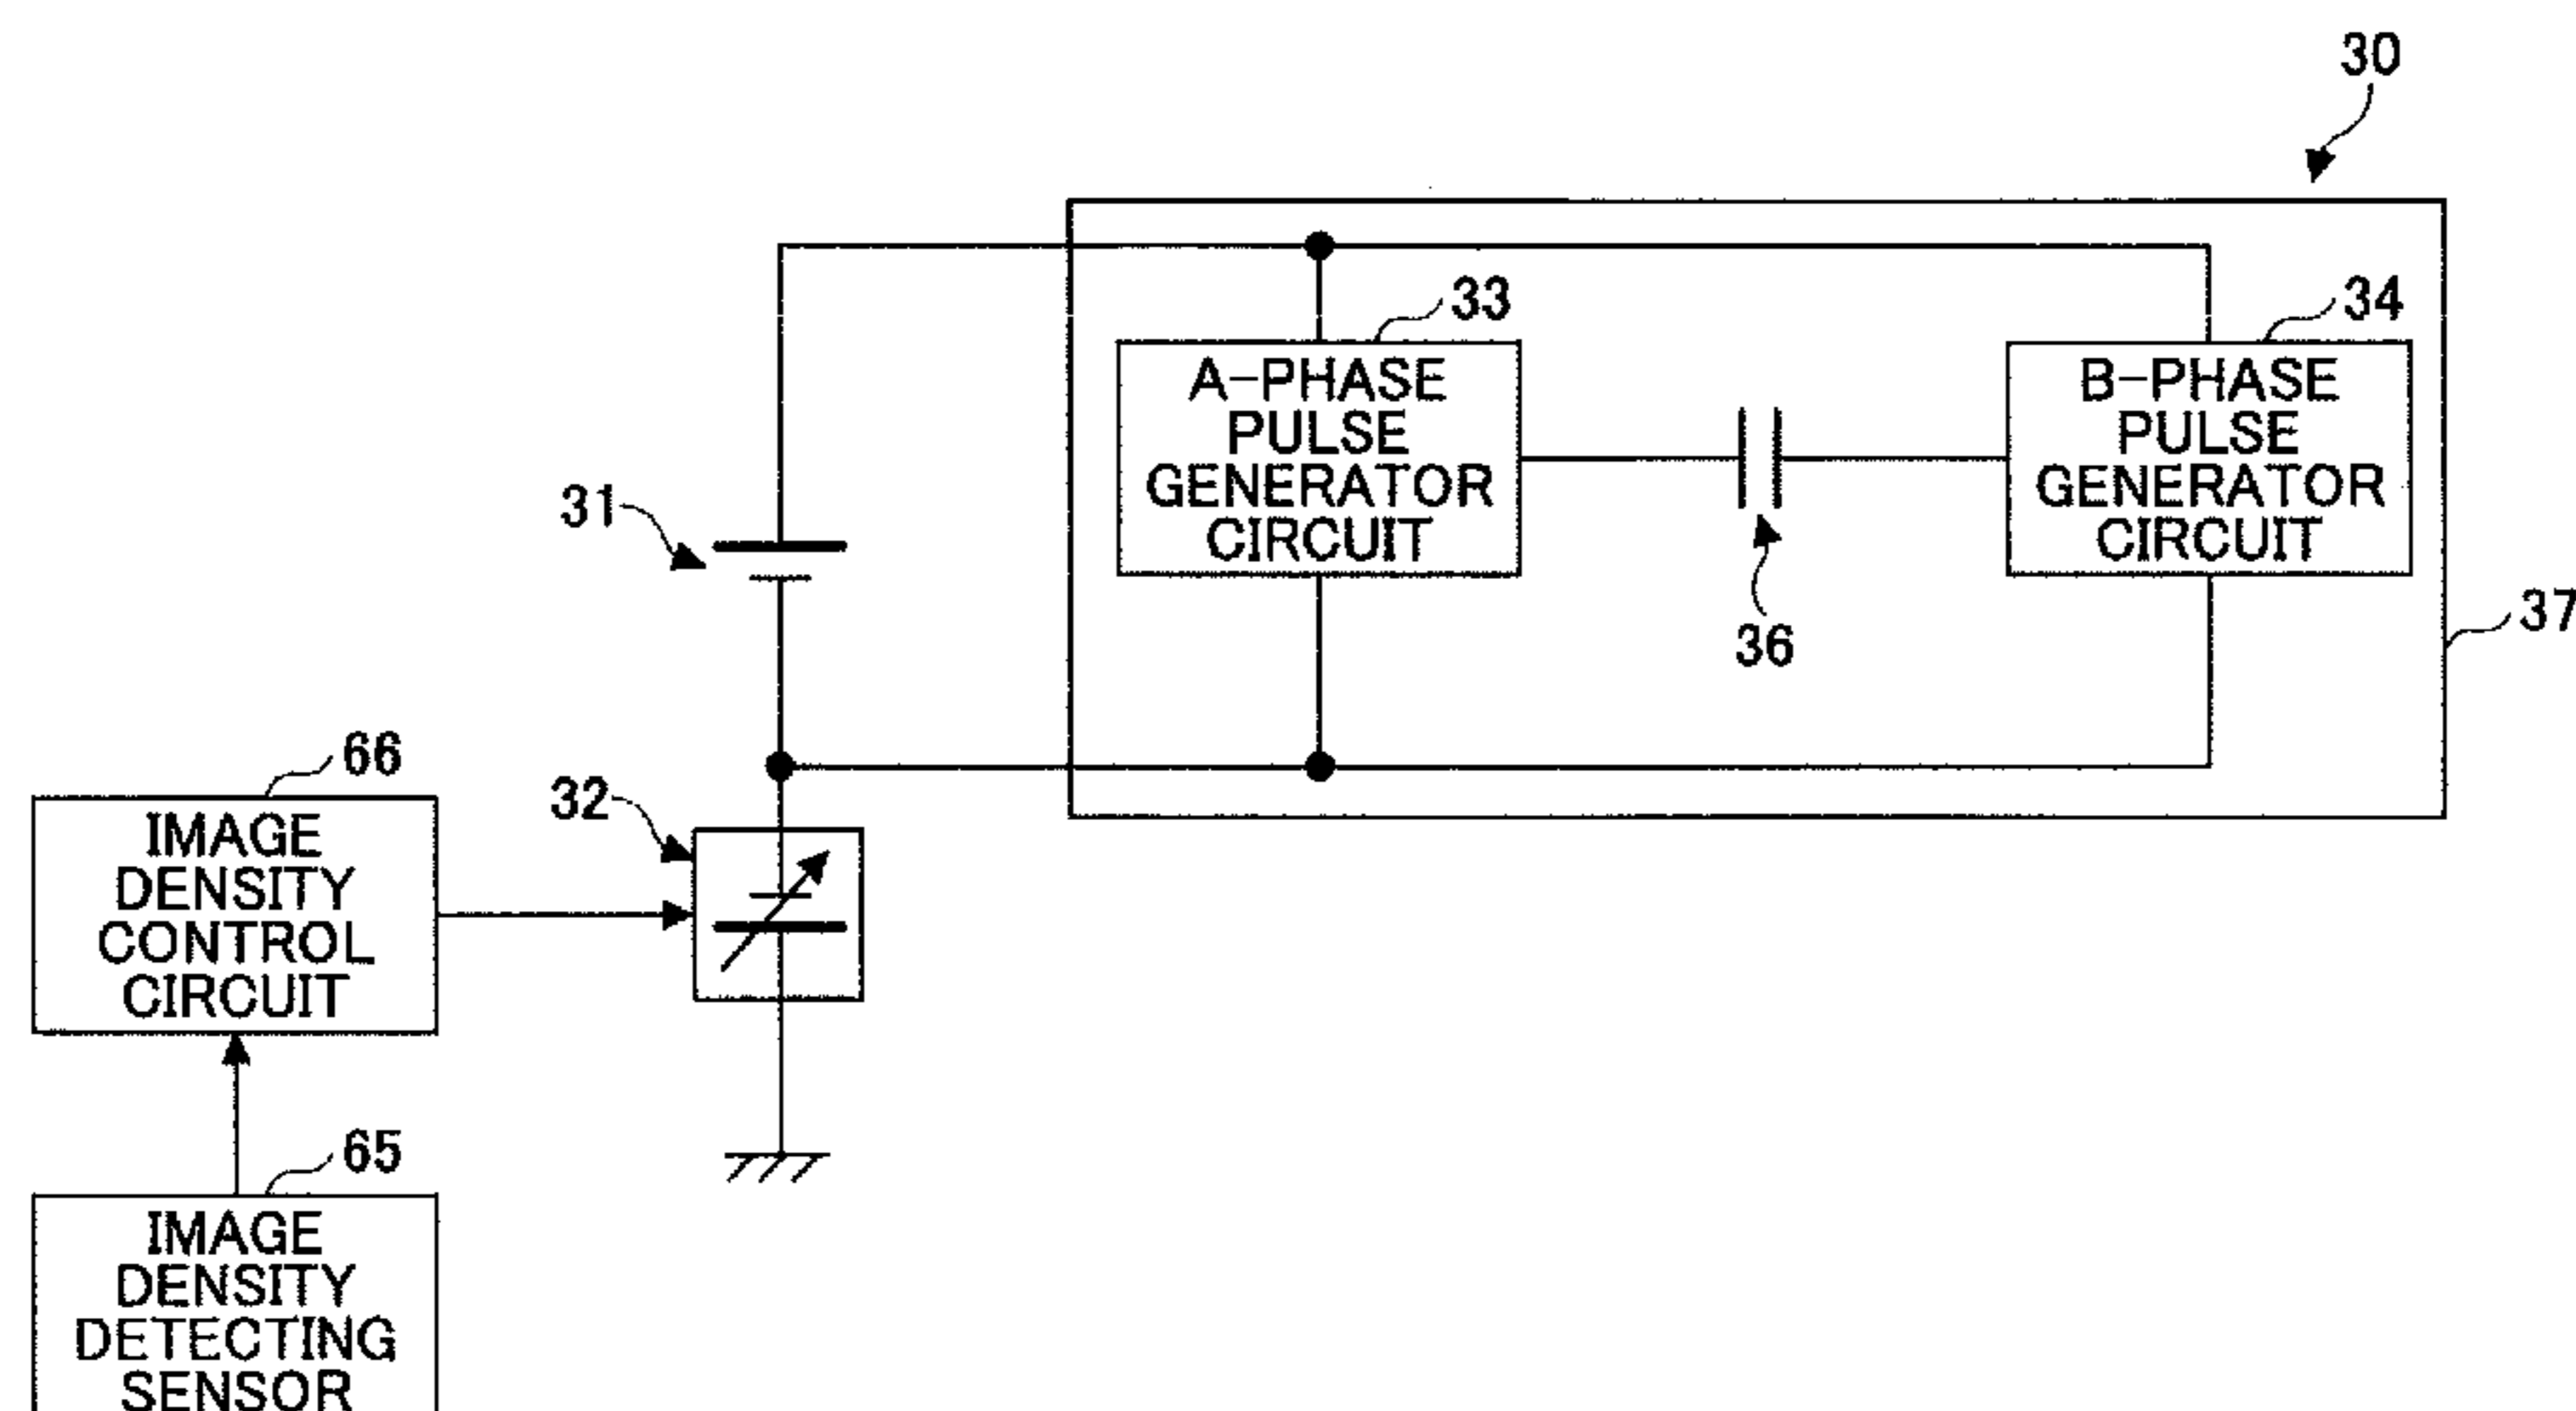 30
33
A-PHASE
PULSE
GENERATOR
CIRCUIT
34
B-PHASE
PULSE
GENERATOR
CIRCUIT
31
36
37
66
IMAGE
DENSITY
CONTROL
CIRCUIT
32
65
IMAGE
DENSITY
DETECTING
SENSOR